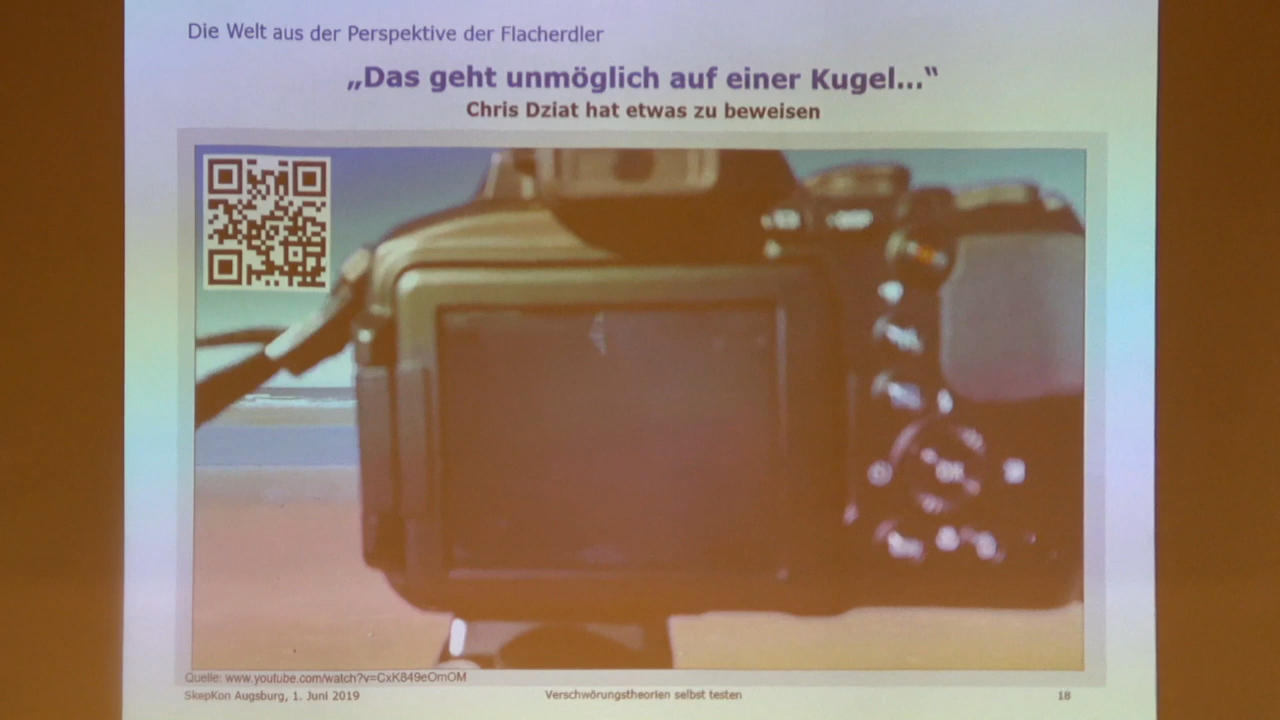 Die Welt aus der Perspektive der Flacherdler
„Das geht unmöglich auf einer Kugel...“
Chris Dziat hat etwas zu beweisen
Quelle: www.youtube.com/watch?v=CxK849eOmOM
SkepKon Augsburg, 1. Juni 2019
Verschwörungstheorien selbst testen
18